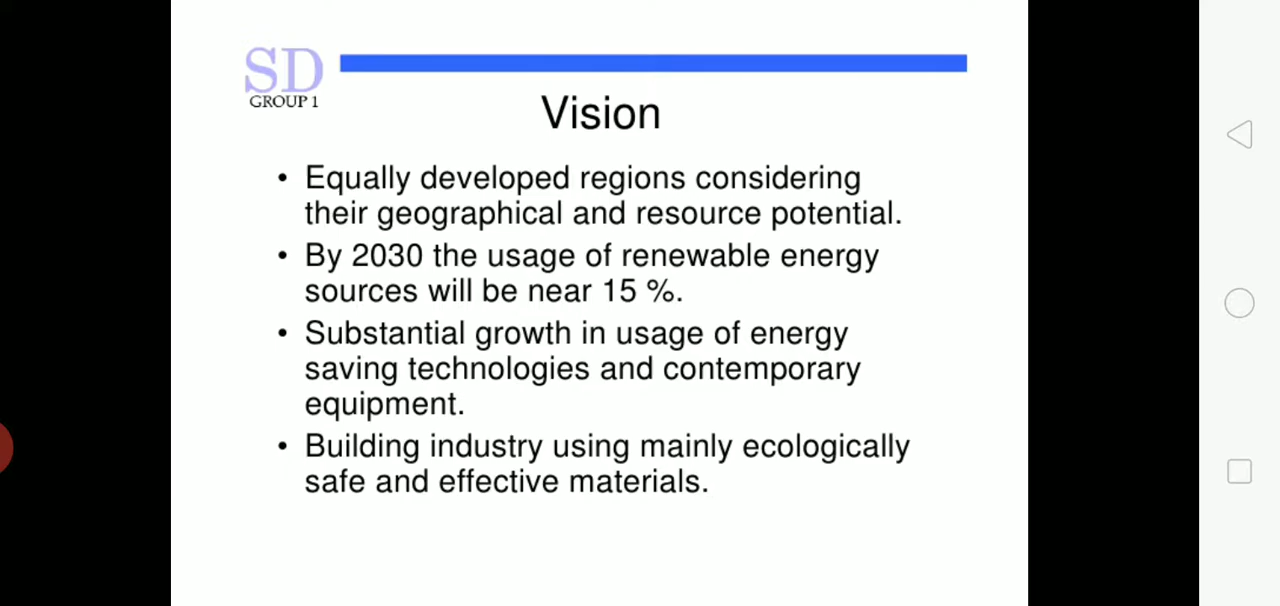 SD
GROUP 1
Vision
• Equally developed regions considering
their geographical and resource potential.
• By 2030 the usage of renewable energy
sources will be near 15 %.
• Substantial growth in usage of energy
saving technologies and contemporary
equipment.
• Building industry using mainly ecologically
safe and effective materials.